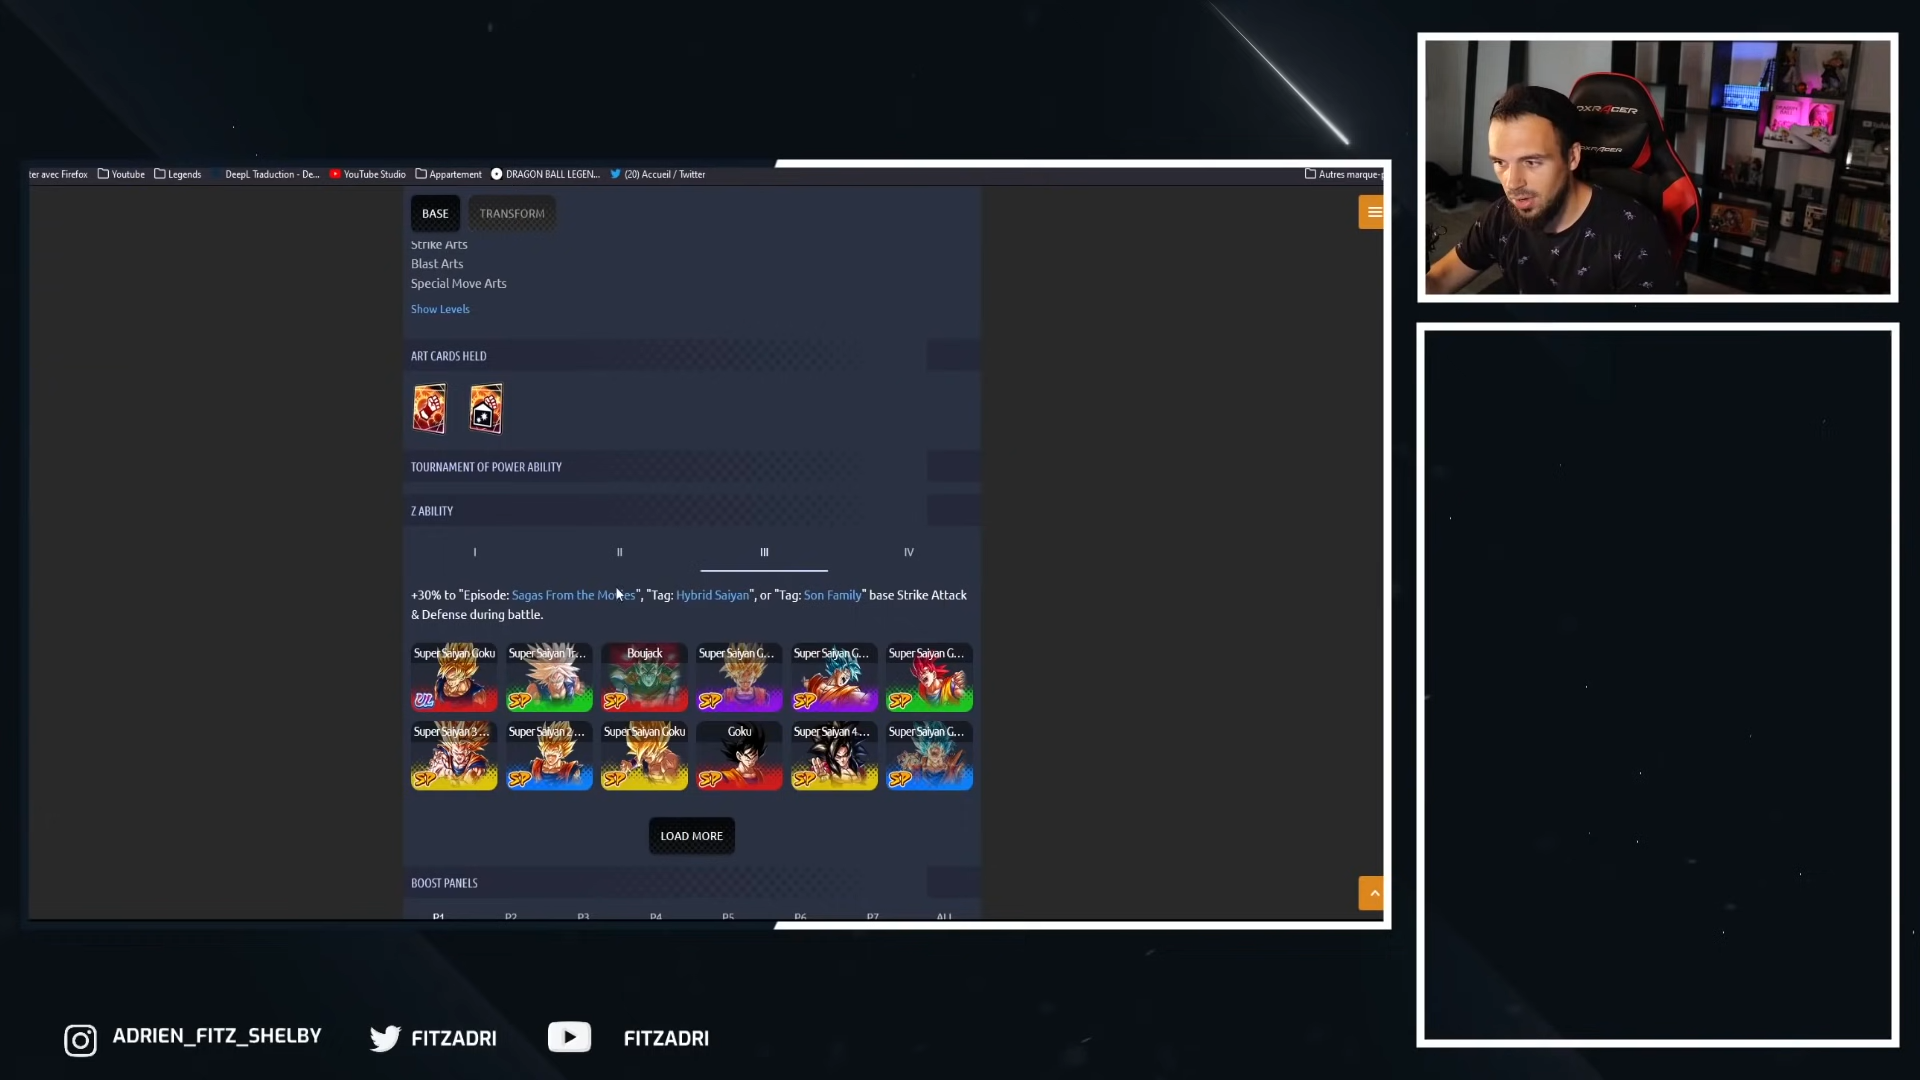 ter avec Firefox Youtube Legends DeepL Traduction - De... YouTube Studio Appartement DRAGON BALL LEGEN... (20) Accueil / Twitter Autres marque-p
BASE TRANSFORM
Strike Arts
Blast Arts
Special Move Arts
Show Levels
ART CARDS HELD
TOURNAMENT OF POWER ABILITY
Z ABILITY
I II III IV
+30% to "Episode: Sagas From the Movies", "Tag: Hybrid Saiyan", or "Tag: Son Family" base Strike Attack
& Defense during battle.
Super Saiyan Goku Super Saiyan Tr... Boujack Super Saiyan G... Super Saiyan G... Super Saiyan G...
UL SP SP SP SP SP
Super Saiyan 3 ... Super Saiyan 2 ... Super Saiyan Goku Goku Super Saiyan 4 ... Super Saiyan G...
SP SP SP SP SP SP
LOAD MORE
BOOST PANELS
P1 P2 P3 P4 P5 P6 P7 ALL
DXRACER
DXRACER
ADRIEN_FITZ_SHELBY FITZADRI FITZADRI